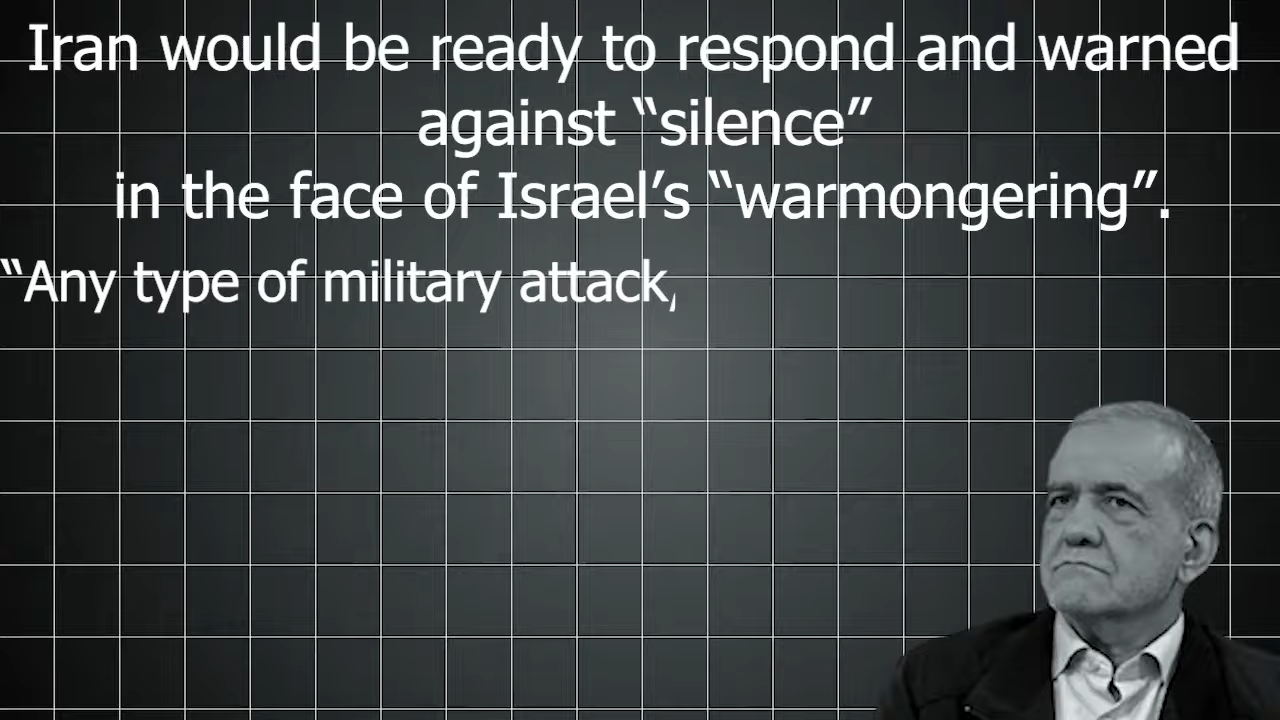 Iran would be ready to respond and warned
against “silence”
in the face of Israel’s “warmongering”.
“Any type of military attack,